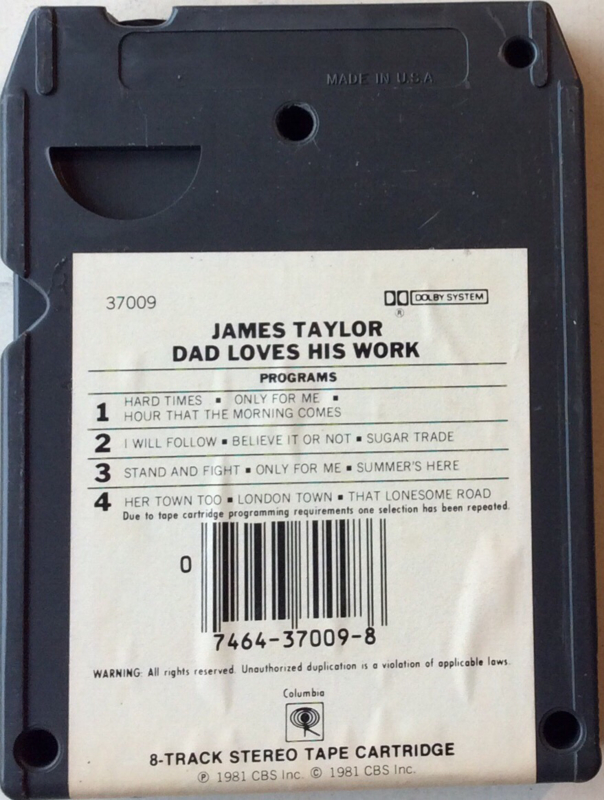 MADE IN U.S.A
37009
DOLBY SYSTEM
®
JAMES TAYLOR
DAD LOVES HIS WORK
PROGRAMS
1 HARD TIMES ▪ ONLY FOR ME ▪
HOUR THAT THE MORNING COMES
2 I WILL FOLLOW ▪ BELIEVE IT OR NOT ▪ SUGAR TRADE
3 STAND AND FIGHT ▪ ONLY FOR ME ▪ SUMMER'S HERE
4 HER TOWN TOO ▪ LONDON TOWN ▪ THAT LONESOME ROAD
Due to tape cartridge programming requirements one selection has been repeated.
0
7464-37009-8
WARNING: All rights reserved. Unauthorized duplication is a violation of applicable laws.
Columbia
8-TRACK STEREO TAPE CARTRIDGE
℗ 1981 CBS Inc. © 1981 CBS Inc.